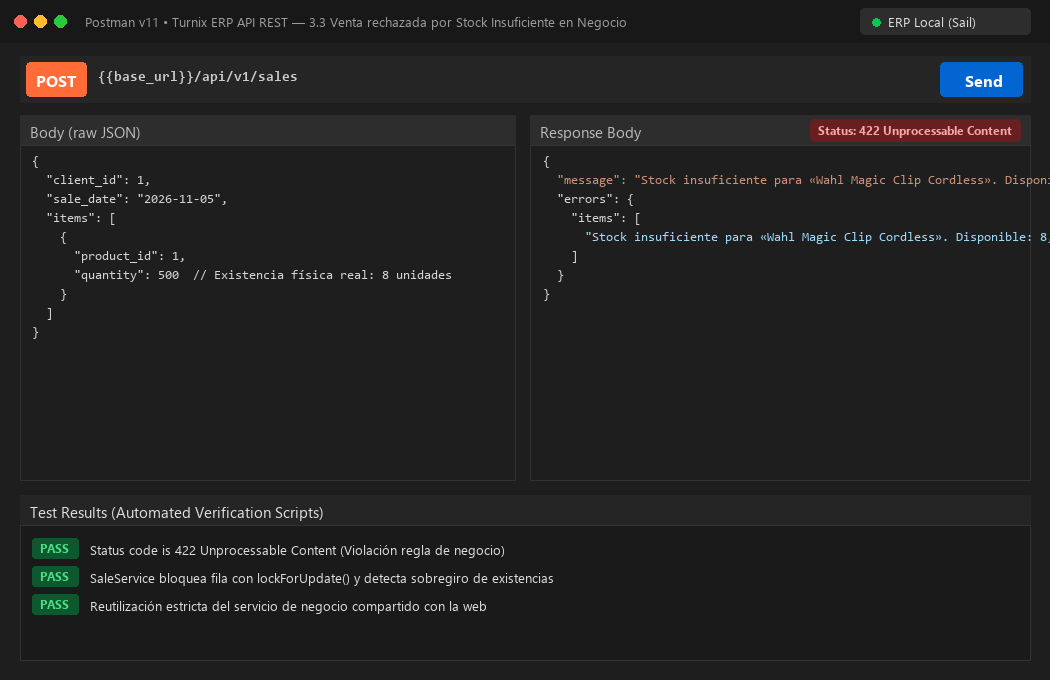 Postman v11 • Turnix ERP API REST — 3.3 Venta rechazada por Stock Insuficiente en Negocio
ERP Local (Sail)
POST {{base_url}}/api/v1/sales
Send
Body (raw JSON)
{
  "client_id": 1,
  "sale_date": "2026-11-05",
  "items": [
    {
      "product_id": 1,
      "quantity": 500  // Existencia física real: 8 unidades
    }
  ]
}
Response Body
Status: 422 Unprocessable Content
{
  "message": "Stock insuficiente para «Wahl Magic Clip Cordless». Disponi
  "errors": {
    "items": [
      "Stock insuficiente para «Wahl Magic Clip Cordless». Disponible: 8,
    ]
  }
}
Test Results (Automated Verification Scripts)
PASS Status code is 422 Unprocessable Content (Violación regla de negocio)
PASS SaleService bloquea fila con lockForUpdate() y detecta sobregiro de existencias
PASS Reutilización estricta del servicio de negocio compartido con la web